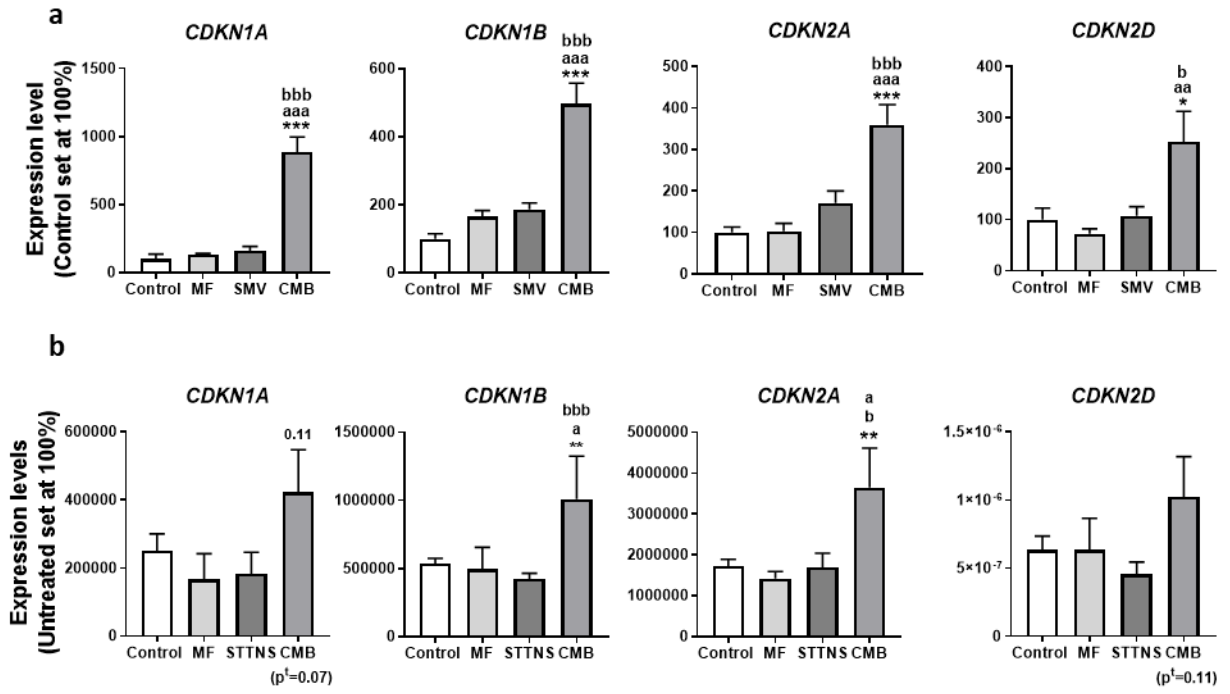 a
CDKN1A
CDKN1B
CDKN2A
CDKN2D
Expression level
(Control set at 100%)
1500
1000
500
0
bbb
aaa
***
Control MF SMV CMB
600
400
200
0
bbb
aaa
***
Control MF SMV CMB
500
400
300
200
100
0
bbb
aaa
***
Control MF SMV CMB
400
300
200
100
0
b
aa
*
Control MF SMV CMB
b
CDKN1A
CDKN1B
CDKN2A
CDKN2D
Expression levels
(Untreated set at 100%)
600000
400000
200000
0
0.11
Control MF STTNS CMB
(pᵗ=0.07)
1500000
1000000
500000
0
bbb
a
**
Control MF STTNS CMB
5000000
4000000
3000000
2000000
1000000
0
a
b
**
Control MF STTNS CMB
1.5×10⁻⁶
1×10⁻⁶
5×10⁻⁷
0
Control MF STTNS CMB
(pᵗ=0.11)